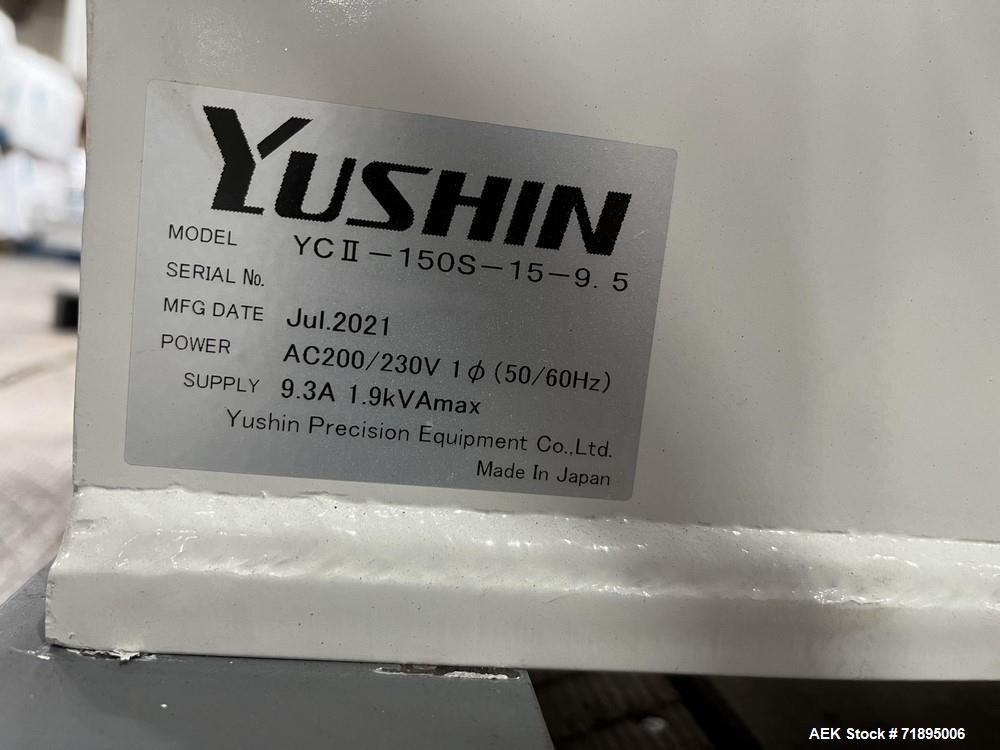 YUSHIN
MODEL YCⅡ-150S-15-9.5
SERIAL No.
MFG DATE Jul.2021
POWER AC200/230V 1φ (50/60Hz)
SUPPLY 9.3A 1.9kVAmax
Yushin Precision Equipment Co.,Ltd.
Made In Japan
AEK Stock # 71895006